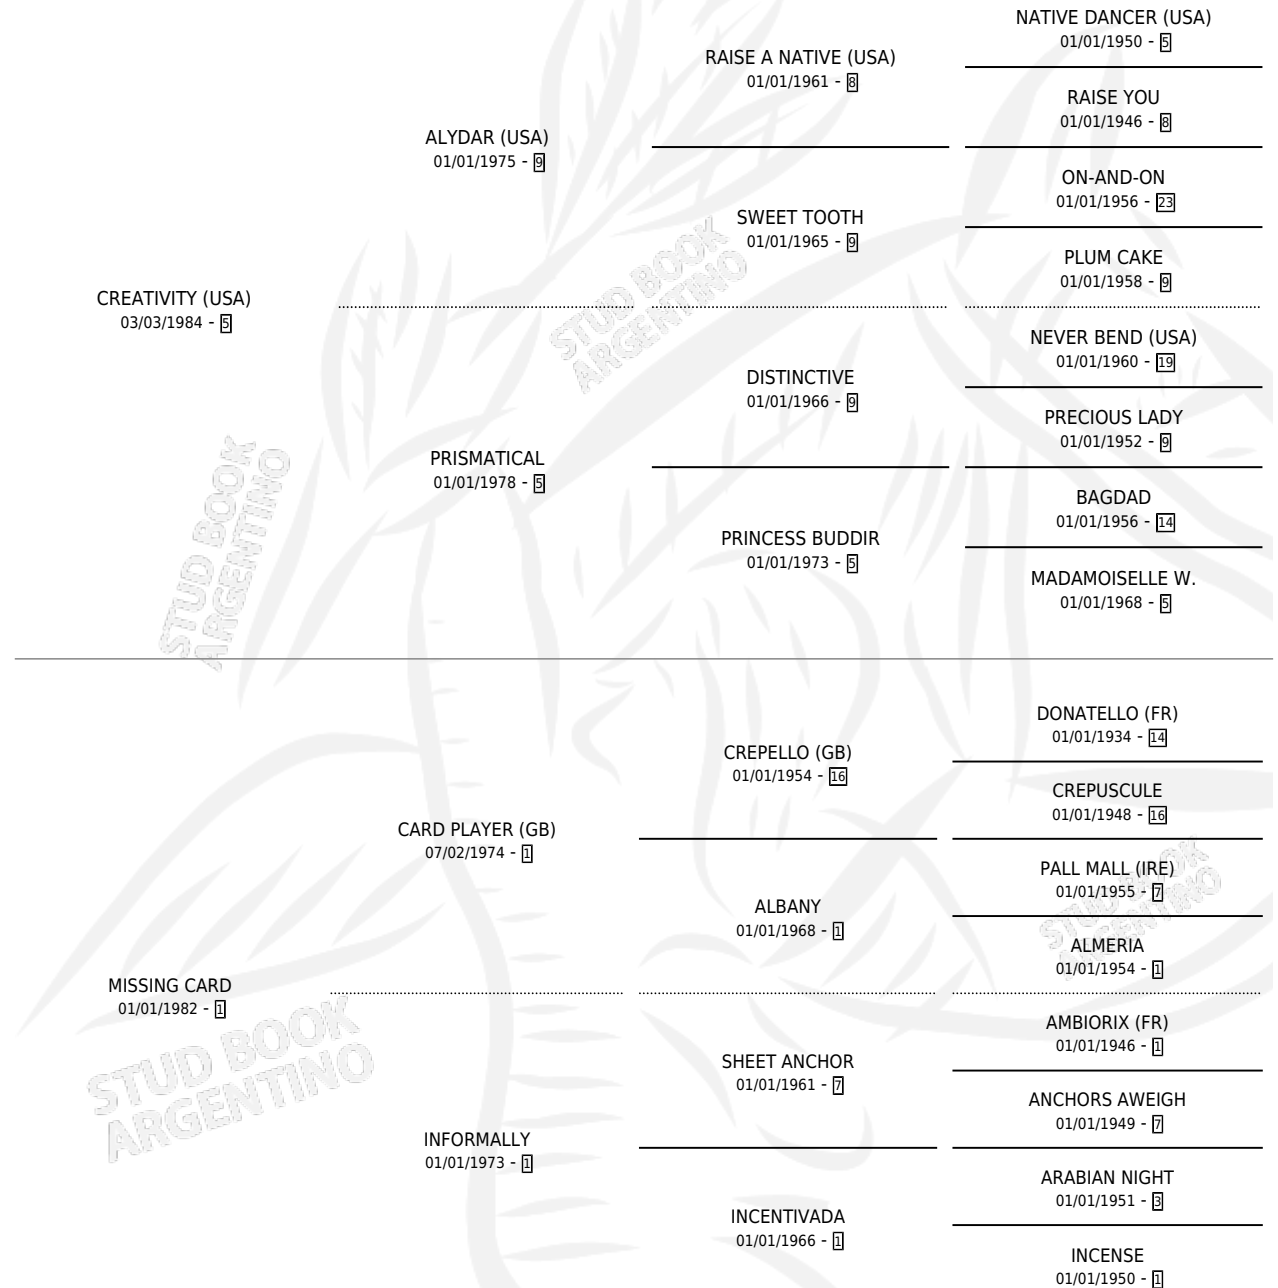 NATIVE DANCER (USA)
01/01/1950 - 5
RAISE A NATIVE (USA)
01/01/1961 - 8
RAISE YOU
01/01/1946 - 8
ALYDAR (USA)
01/01/1975 - 9
ON-AND-ON
01/01/1956 - 23
SWEET TOOTH
01/01/1965 - 9
PLUM CAKE
01/01/1958 - 9
CREATIVITY (USA)
03/03/1984 - 5
NEVER BEND (USA)
01/01/1960 - 19
DISTINCTIVE
01/01/1966 - 9
PRECIOUS LADY
01/01/1952 - 9
PRISMATICAL
01/01/1978 - 5
BAGDAD
01/01/1956 - 14
PRINCESS BUDDIR
01/01/1973 - 5
MADAMOISELLE W.
01/01/1968 - 5
STUD BOOK
ARGENTINO
STUD BOOK
ARGENTINO
DONATELLO (FR)
01/01/1934 - 14
CREPELLO (GB)
01/01/1954 - 16
CREPUSCULE
01/01/1948 - 16
CARD PLAYER (GB)
07/02/1974 - 1
PALL MALL (IRE)
01/01/1955 - 7
ALBANY
01/01/1968 - 1
ALMERIA
01/01/1954 - 1
MISSING CARD
01/01/1982 - 1
AMBIORIX (FR)
01/01/1946 - 1
SHEET ANCHOR
01/01/1961 - 7
ANCHORS AWEIGH
01/01/1949 - 7
INFORMALLY
01/01/1973 - 1
ARABIAN NIGHT
01/01/1951 - 3
INCENTIVADA
01/01/1966 - 1
INCENSE
01/01/1950 - 1
STUD BOOK
ARGENTINO
STUD BOOK
ARGENTINO